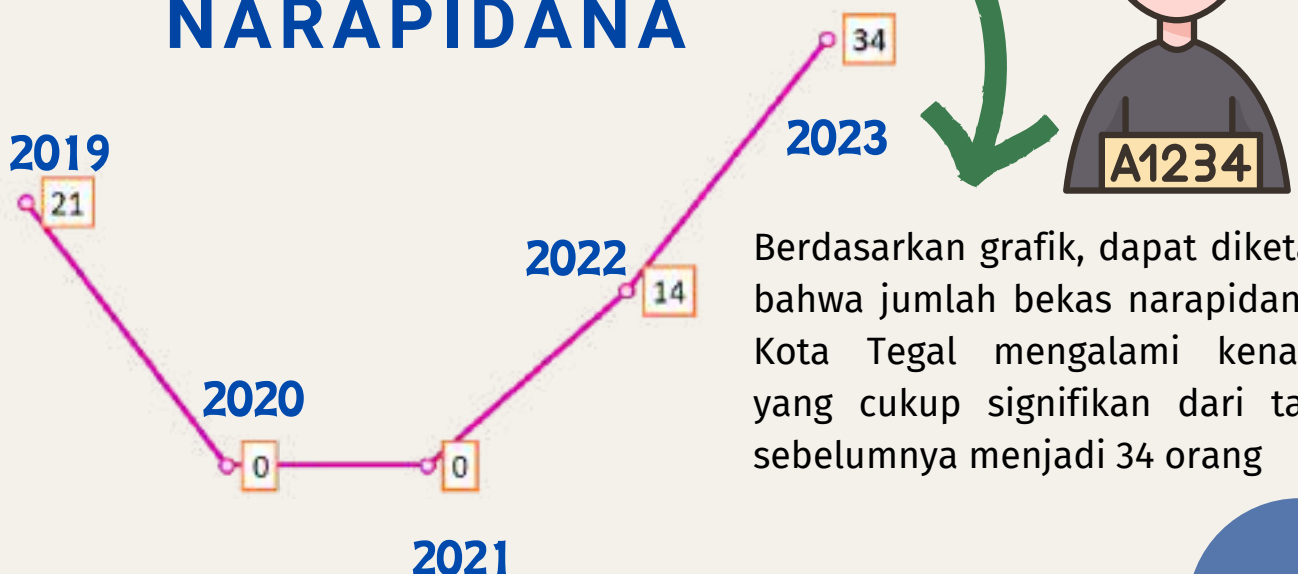 NARAPIDANA
34
2019
2023
A1234
21
2022
14
Berdasarkan grafik, dapat diketa
bahwa jumlah bekas narapidan
Kota Tegal mengalami kena
yang cukup signifikan dari ta
sebelumnya menjadi 34 orang
2020
0
0
2021